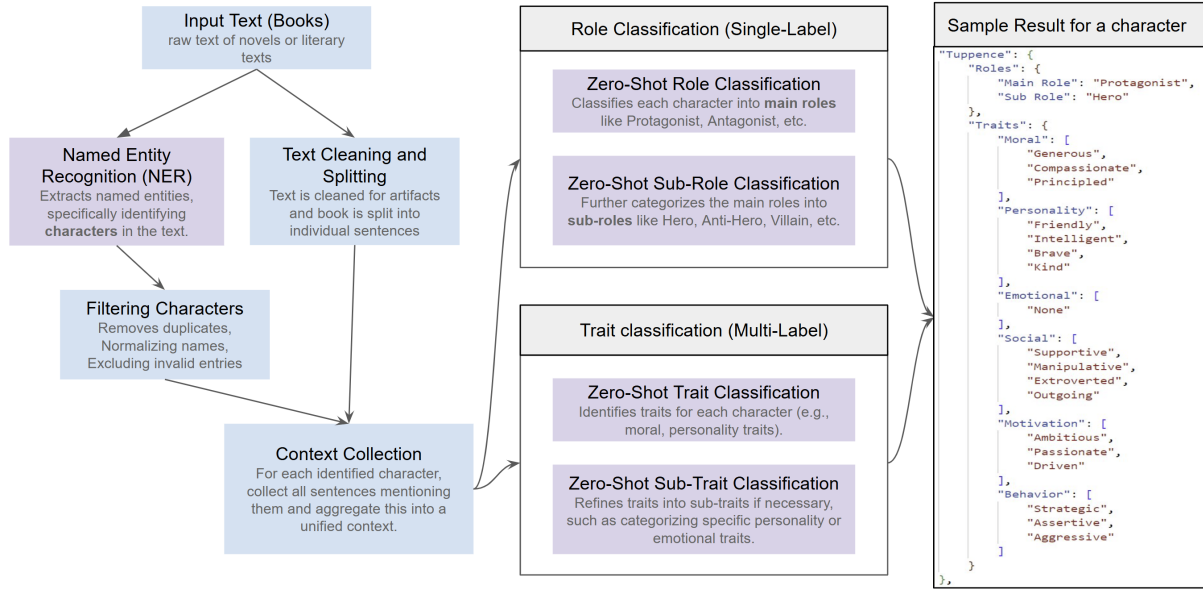 Input Text (Books)
raw text of novels or literary
texts
Named Entity
Recognition (NER)
Extracts named entities,
specifically identifying
characters in the text.
Text Cleaning and
Splitting
Text is cleaned for artifacts
and book is split into
individual sentences
Filtering Characters
Removes duplicates,
Normalizing names,
Excluding invalid entries
Context Collection
For each identified character,
collect all sentences mentioning
them and aggregate this into a
unified context.
Role Classification (Single-Label)
Zero-Shot Role Classification
Classifies each character into main roles
like Protagonist, Antagonist, etc.
Zero-Shot Sub-Role Classification
Further categorizes the main roles into
sub-roles like Hero, Anti-Hero, Villain, etc.
Trait classification (Multi-Label)
Zero-Shot Trait Classification
Identifies traits for each character (e.g.,
moral, personality traits).
Zero-Shot Sub-Trait Classification
Refines traits into sub-traits if necessary,
such as categorizing specific personality or
emotional traits.
Sample Result for a character
"Tuppence": {
"Roles": {
"Main Role": "Protagonist",
"Sub Role": "Hero"
},
"Traits": {
"Moral": [
"Generous",
"Compassionate",
"Principled"
],
"Personality": [
"Friendly",
"Intelligent",
"Brave",
"Kind"
],
"Emotional": [
"None"
],
"Social": [
"Supportive",
"Manipulative",
"Extroverted",
"Outgoing"
],
"Motivation": [
"Ambitious",
"Passionate",
"Driven"
],
"Behavior": [
"Strategic",
"Assertive",
"Aggressive"
]
}
},